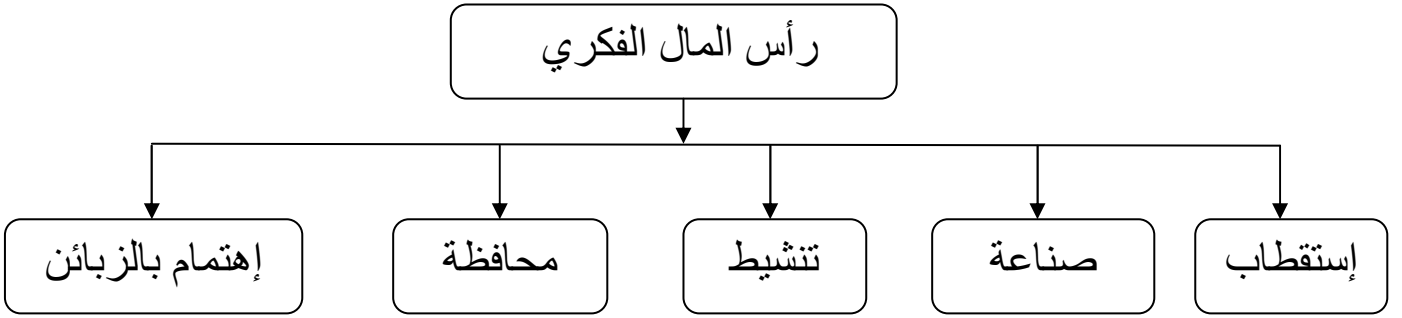 رأس المال الفكري
إستقطاب
صناعة
تنشيط
محافظة
إهتمام بالزبائن